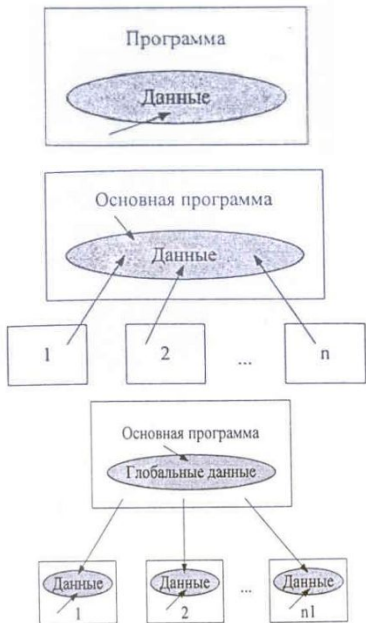 Программа
Данные
Основная программа
Данные
1 2 ... n
Основная программа
Глобальные данные
Данные Данные ... Данные
1 2 n1